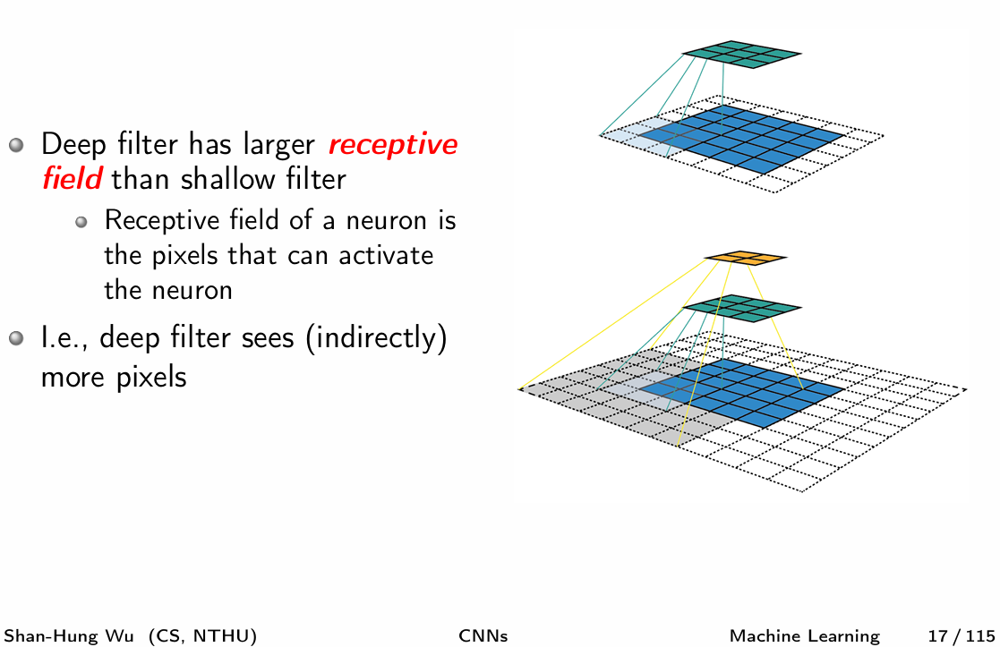 Deep filter has larger receptive
field than shallow filter
Receptive field of a neuron is
the pixels that can activate
the neuron
I.e., deep filter sees (indirectly)
more pixels
Shan-Hung Wu (CS, NTHU)
CNNs
Machine Learning
17 / 115